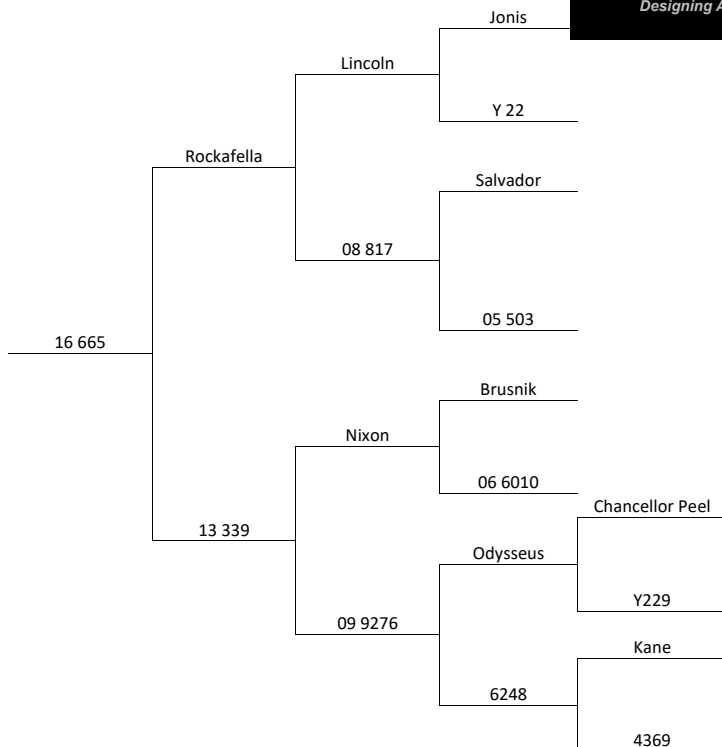 Designing A
Jonis
Lincoln
Y 22
Rockafella
Salvador
08 817
05 503
16 665
Brusnik
Nixon
06 6010
Chancellor Peel
13 339
Odysseus
Y229
09 9276
Kane
6248
4369